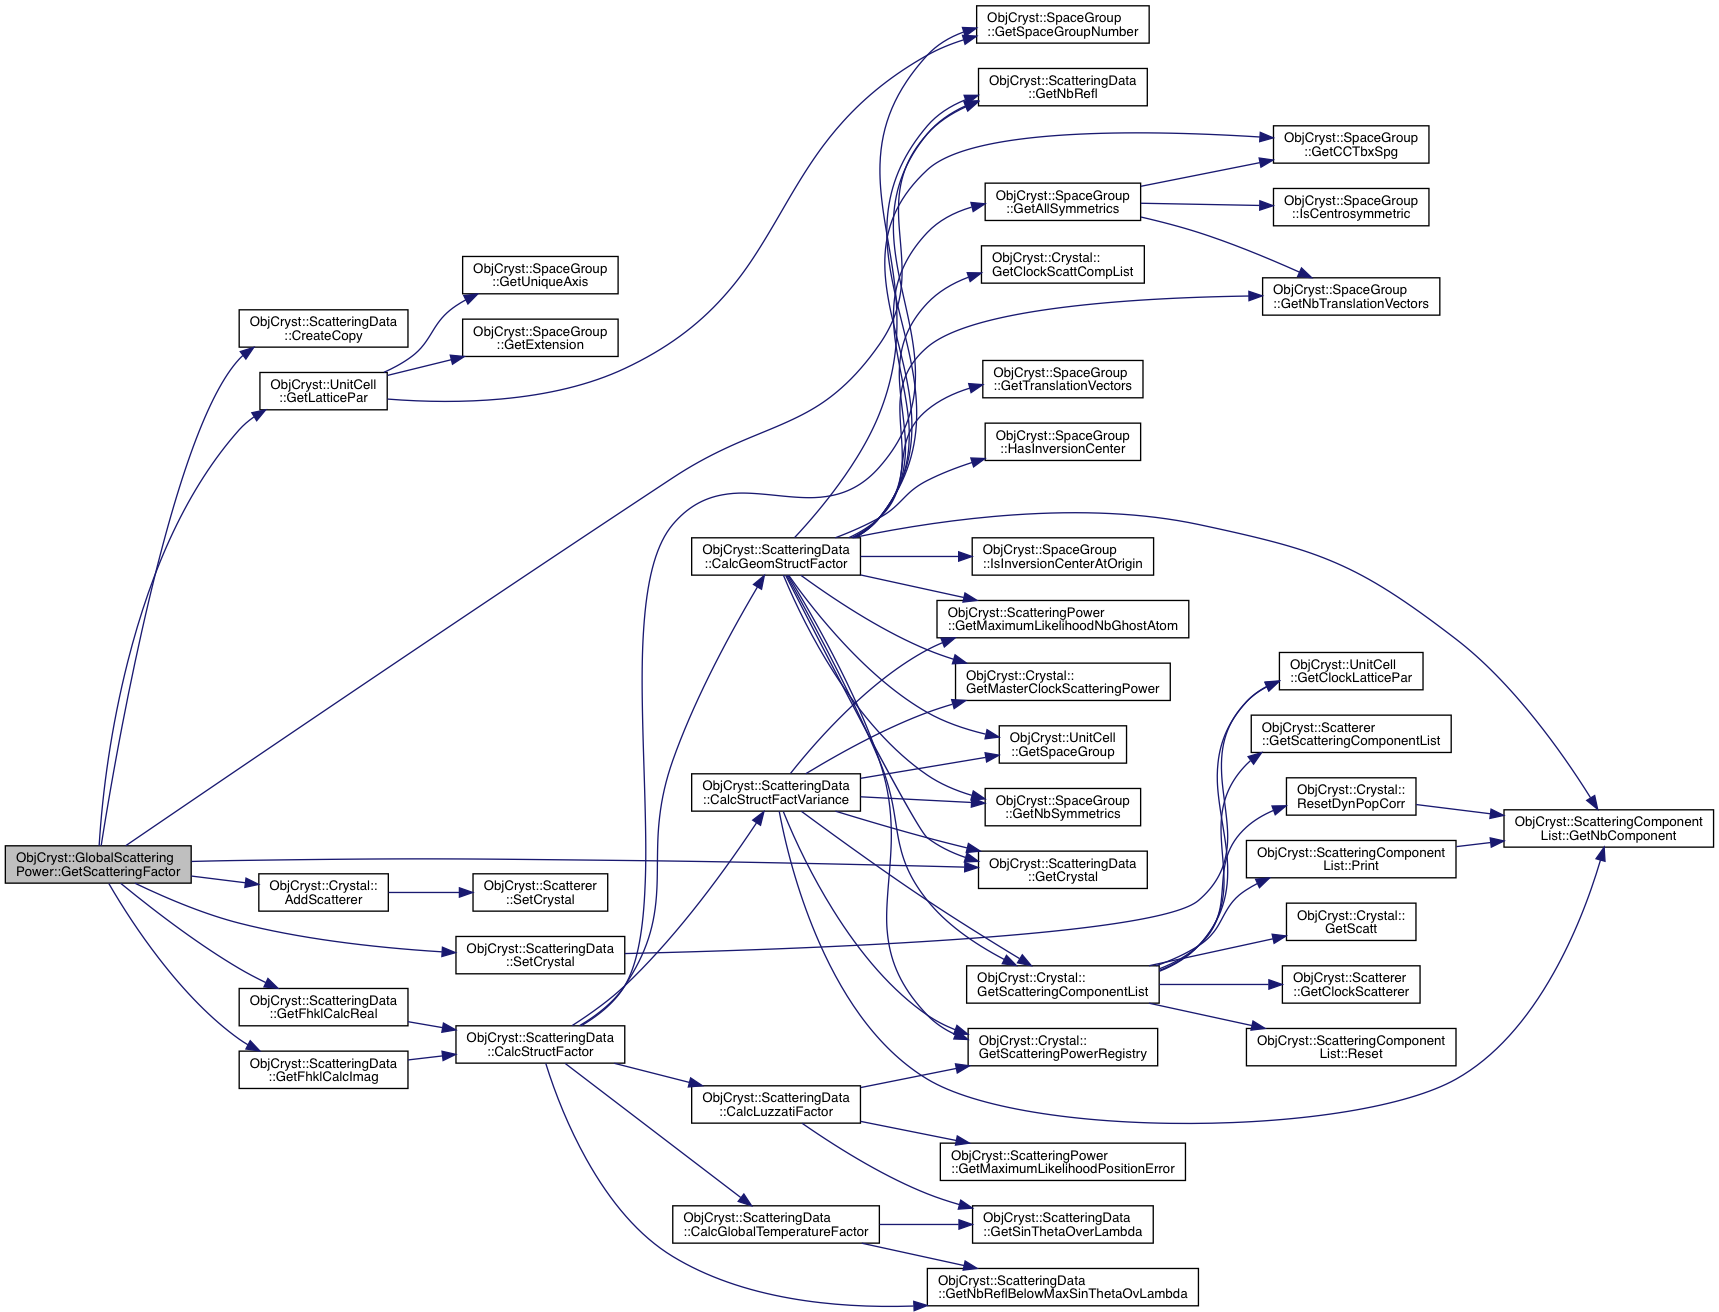 ObjCryst::SpaceGroup
::GetSpaceGroupNumber
ObjCryst::ScatteringData
::GetNbRefl
ObjCryst::SpaceGroup
::GetCCTbxSpg
ObjCryst::SpaceGroup
::GetAllSymmetrics
ObjCryst::SpaceGroup
::IsCentrosymmetric
ObjCryst::Crystal::
GetClockScattCompList
ObjCryst::SpaceGroup
::GetUniqueAxis
ObjCryst::SpaceGroup
::GetNbTranslationVectors
ObjCryst::ScatteringData
::CreateCopy
ObjCryst::SpaceGroup
::GetExtension
ObjCryst::UnitCell
::GetLatticePar
ObjCryst::SpaceGroup
::GetTranslationVectors
ObjCryst::SpaceGroup
::HasInversionCenter
ObjCryst::ScatteringData
::CalcGeomStructFactor
ObjCryst::SpaceGroup
::IsInversionCenterAtOrigin
ObjCryst::ScatteringPower
::GetMaximumLikelihoodNbGhostAtom
ObjCryst::Crystal::
GetMasterClockScatteringPower
ObjCryst::UnitCell
::GetClockLatticePar
ObjCryst::UnitCell
::GetSpaceGroup
ObjCryst::Scatterer
::GetScatteringComponentList
ObjCryst::ScatteringData
::CalcStructFactVariance
ObjCryst::SpaceGroup
::GetNbSymmetrics
ObjCryst::Crystal::
ResetDynPopCorr
ObjCryst::ScatteringComponent
List::GetNbComponent
ObjCryst::GlobalScattering
Power::GetScatteringFactor
ObjCryst::ScatteringData
::GetCrystal
ObjCryst::ScatteringComponent
List::Print
ObjCryst::Crystal::
AddScatterer
ObjCryst::Scatterer
::SetCrystal
ObjCryst::Crystal::
GetScatt
ObjCryst::ScatteringData
::SetCrystal
ObjCryst::Crystal::
GetScatteringComponentList
ObjCryst::Scatterer
::GetClockScatterer
ObjCryst::ScatteringData
::GetFhklCalcReal
ObjCryst::ScatteringData
::CalcStructFactor
ObjCryst::Crystal::
GetScatteringPowerRegistry
ObjCryst::ScatteringComponent
List::Reset
ObjCryst::ScatteringData
::GetFhklCalcImag
ObjCryst::ScatteringData
::CalcLuzzatiFactor
ObjCryst::ScatteringPower
::GetMaximumLikelihoodPositionError
ObjCryst::ScatteringData
::CalcGlobalTemperatureFactor
ObjCryst::ScatteringData
::GetSinThetaOverLambda
ObjCryst::ScatteringData
::GetNbReflBelowMaxSinThetaOvLambda